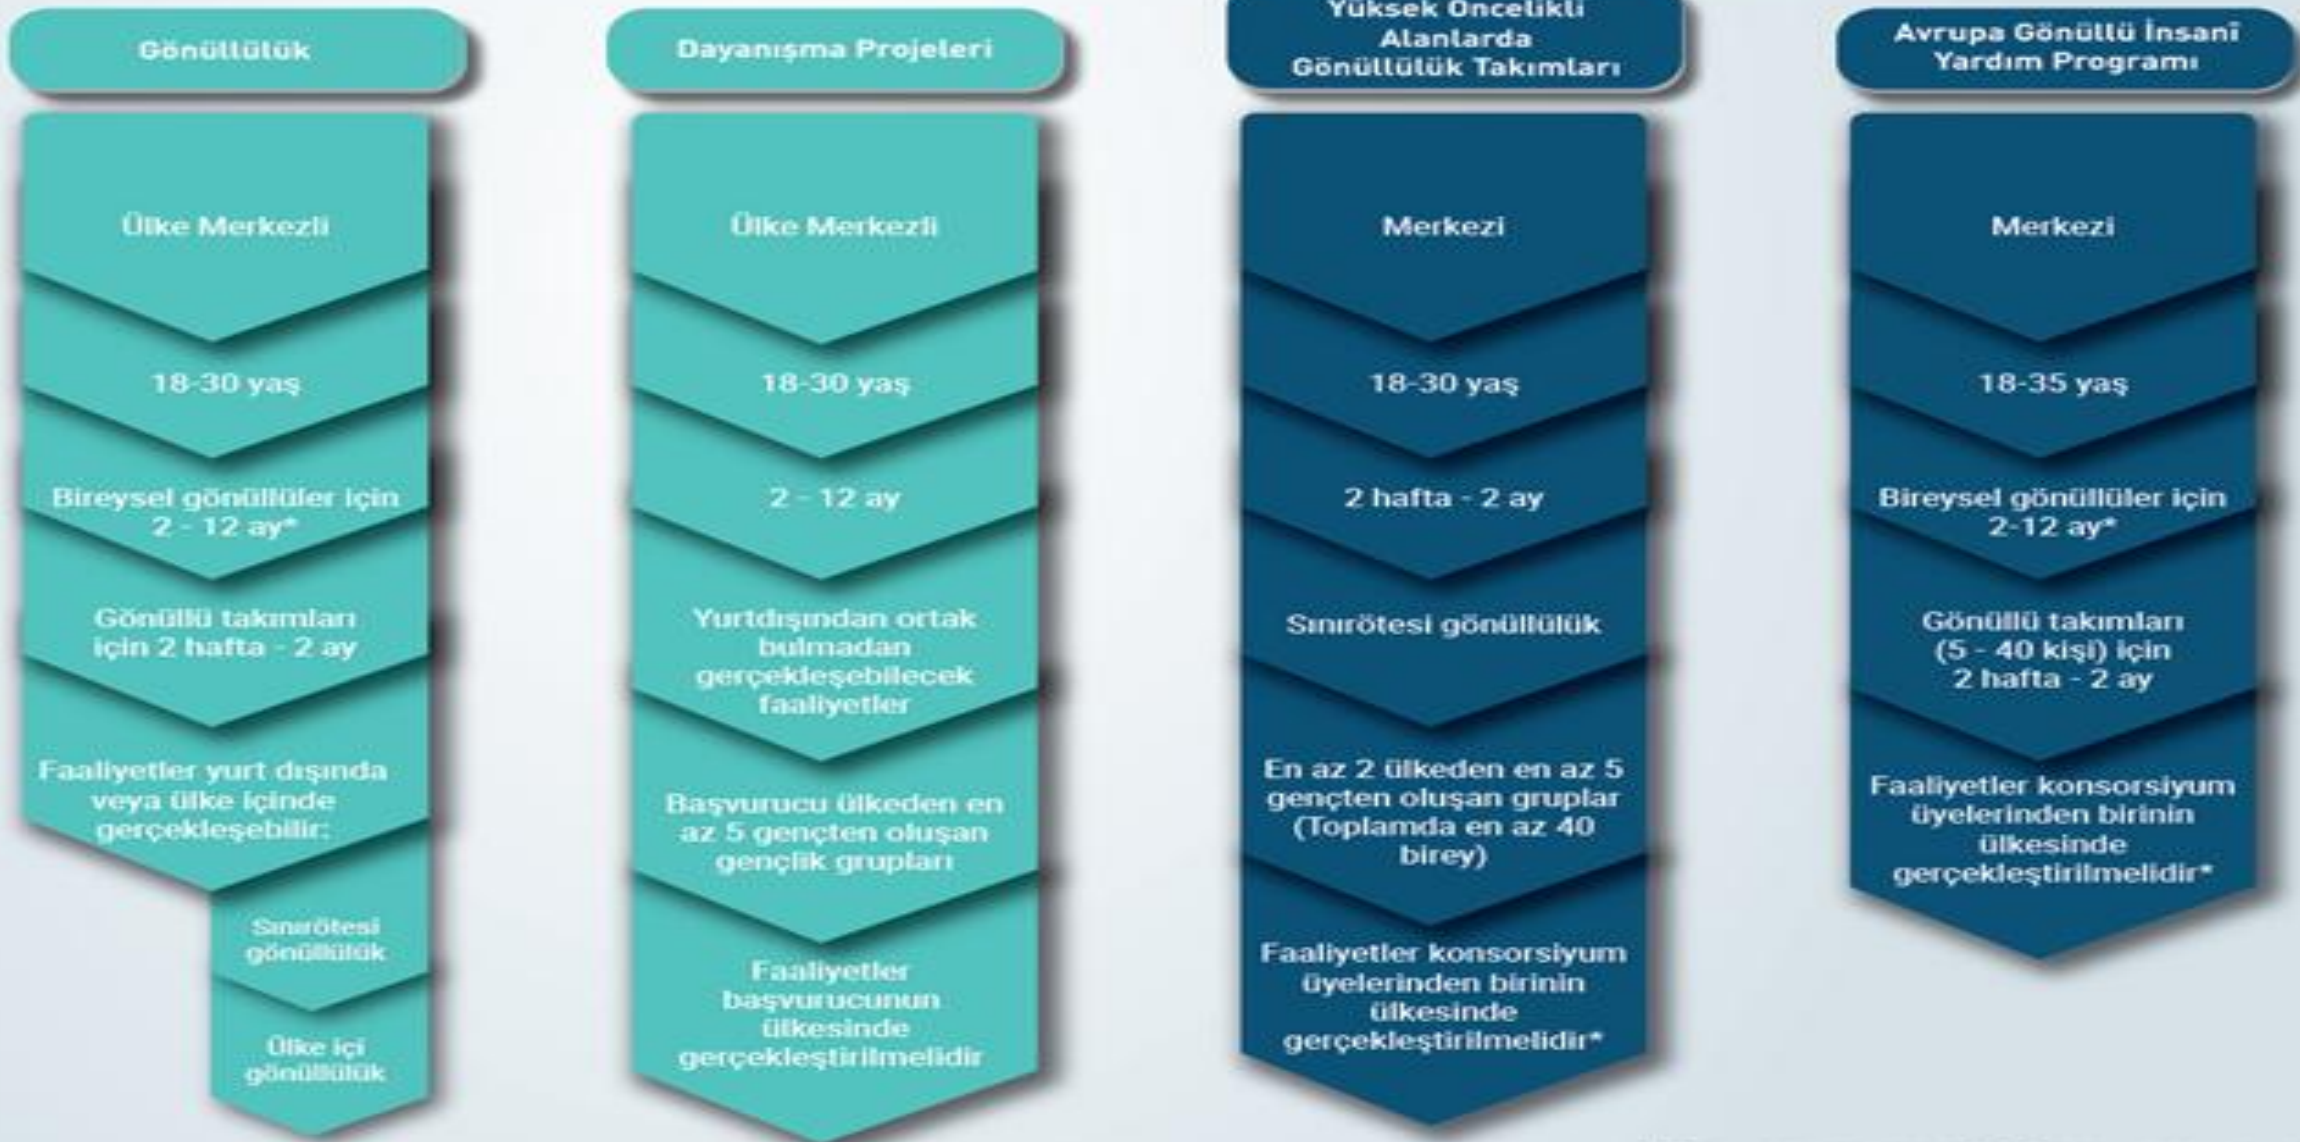 Gönüllülük
Ülke Merkezli
18-30 yaş
Bireysel gönüllüler için
2 - 12 ay*
Gönüllü takımları
için 2 hafta - 2 ay
Faaliyetler yurt dışında
veya ülke içinde
gerçekleşebilir:
Sınırötesi
gönüllülük
Ülke içi
gönüllülük
Dayanışma Projeleri
Ülke Merkezli
18-30 yaş
2 - 12 ay
Yurtdışından ortak
bulmadan
gerçekleşebilecek
faaliyetler
Başvurucu ülkeden en
az 5 gençten oluşan
gençlik grupları
Faaliyetler
başvurucunun
ülkesinde
gerçekleştirilmelidir
Yüksek Öncelikli
Alanlarda
Gönüllülük Takımları
Merkezi
18-30 yaş
2 hafta - 2 ay
Sınırötesi gönüllülük
En az 2 ülkeden en az 5
gençten oluşan gruplar
(Toplamda en az 40
birey)
Faaliyetler konsorsiyum
üyelerinden birinin
ülkesinde
gerçekleştirilmelidir*
Avrupa Gönüllü İnsanî
Yardım Programı
Merkezi
18-35 yaş
Bireysel gönüllüler için
2-12 ay*
Gönüllü takımları
(5 - 40 kişi) için
2 hafta - 2 ay
Faaliyetler konsorsiyum
üyelerinden birinin
ülkesinde
gerçekleştirilmelidir*